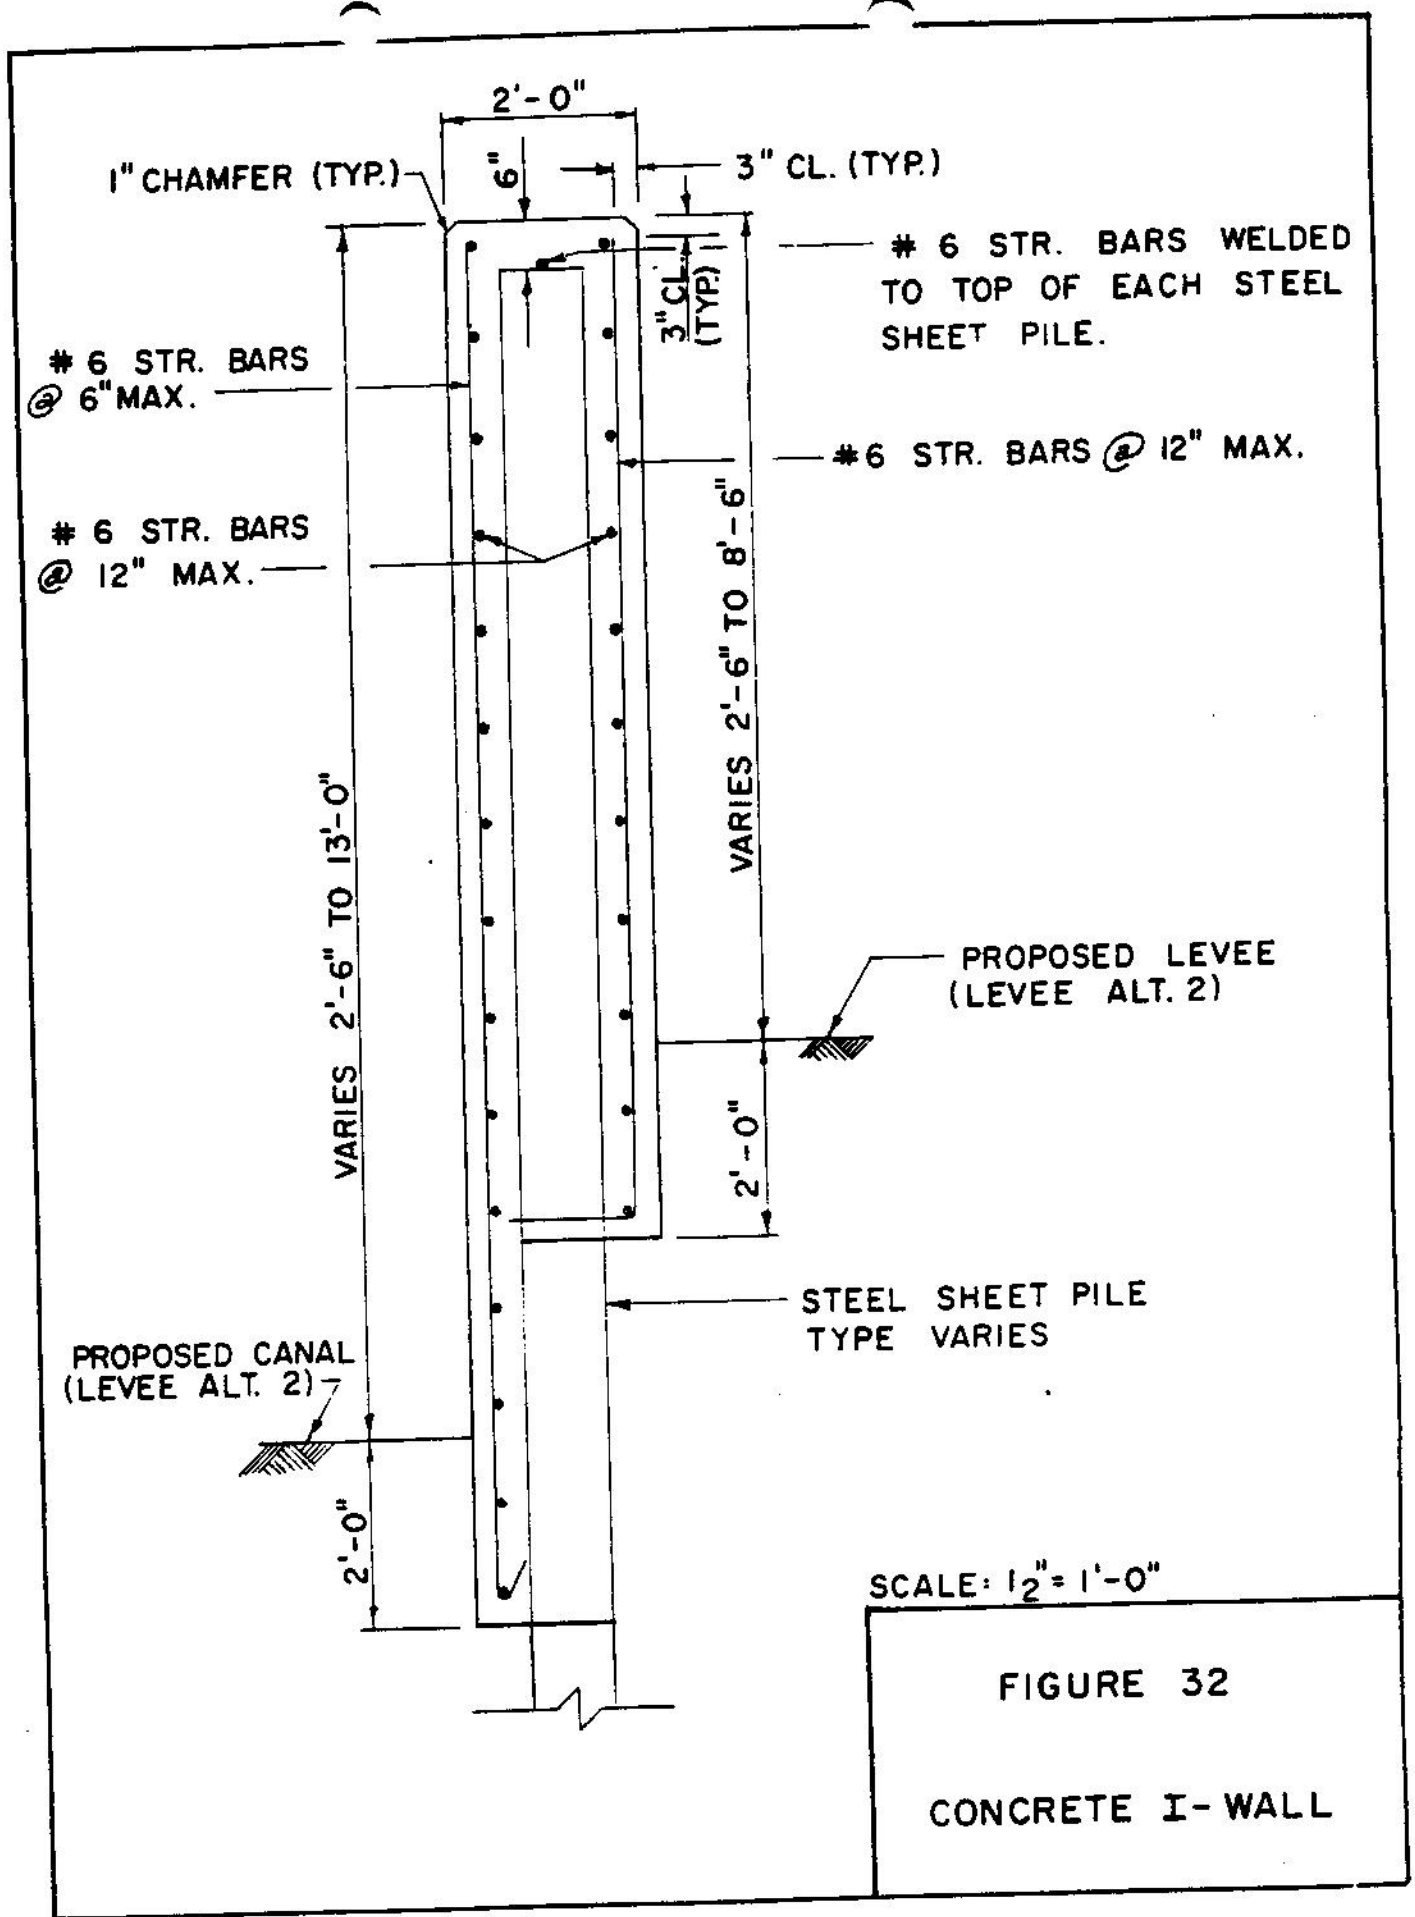 2'-0"
1" CHAMFER (TYP.)
6"
3" CL. (TYP.)
# 6 STR. BARS WELDED
TO TOP OF EACH STEEL
SHEET PILE.
3" CL.
(TYP.)
# 6 STR. BARS
@ 6" MAX.
#6 STR. BARS @ 12" MAX.
# 6 STR. BARS
@ 12" MAX.
VARIES 2'-6" TO 8'-6"
VARIES 2'-6" TO 13'-0"
PROPOSED LEVEE
(LEVEE ALT. 2)
2'-0"
STEEL SHEET PILE
TYPE VARIES
PROPOSED CANAL
(LEVEE ALT. 2)
2'-0"
SCALE: 12" = 1'-0"
FIGURE 32
CONCRETE I-WALL